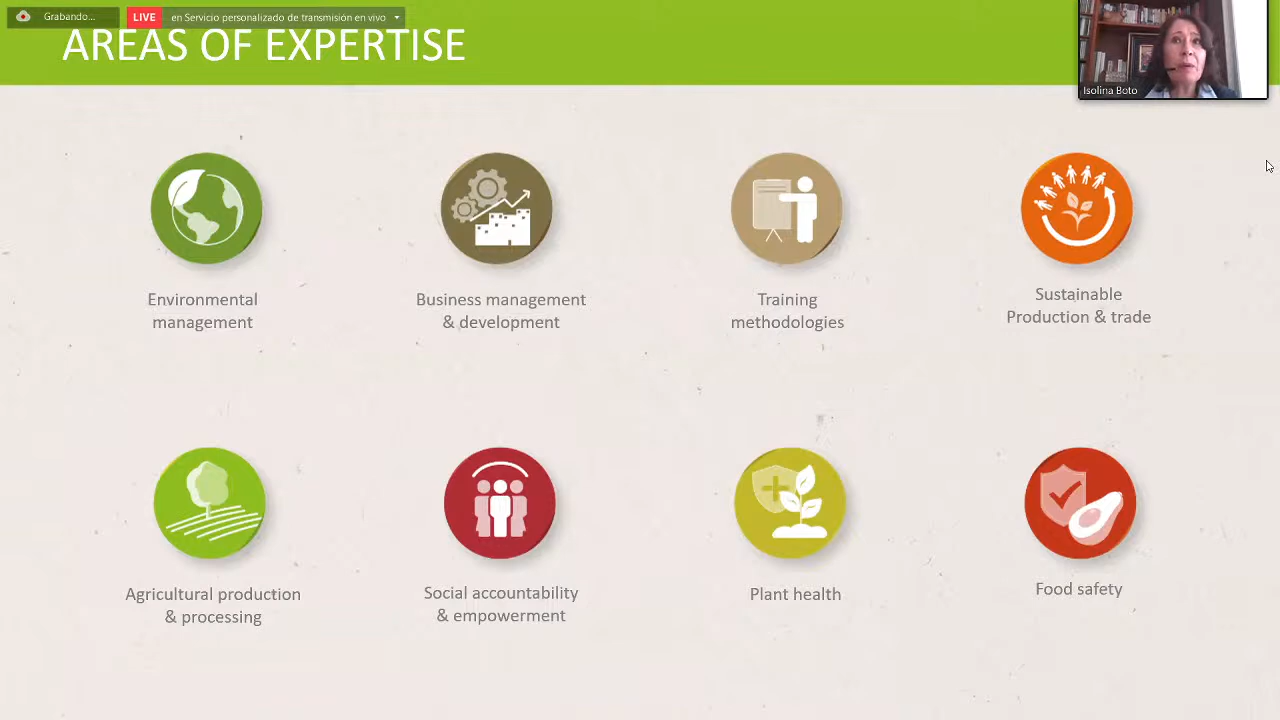 Grabando...
LIVE
en Servicio personalizado de transmisión en vivo
AREAS OF EXPERTISE
Isolina Boto
Environmental
management
Business management
& development
Training
methodologies
Sustainable
Production & trade
Agricultural production
& processing
Social accountability
& empowerment
Plant health
Food safety